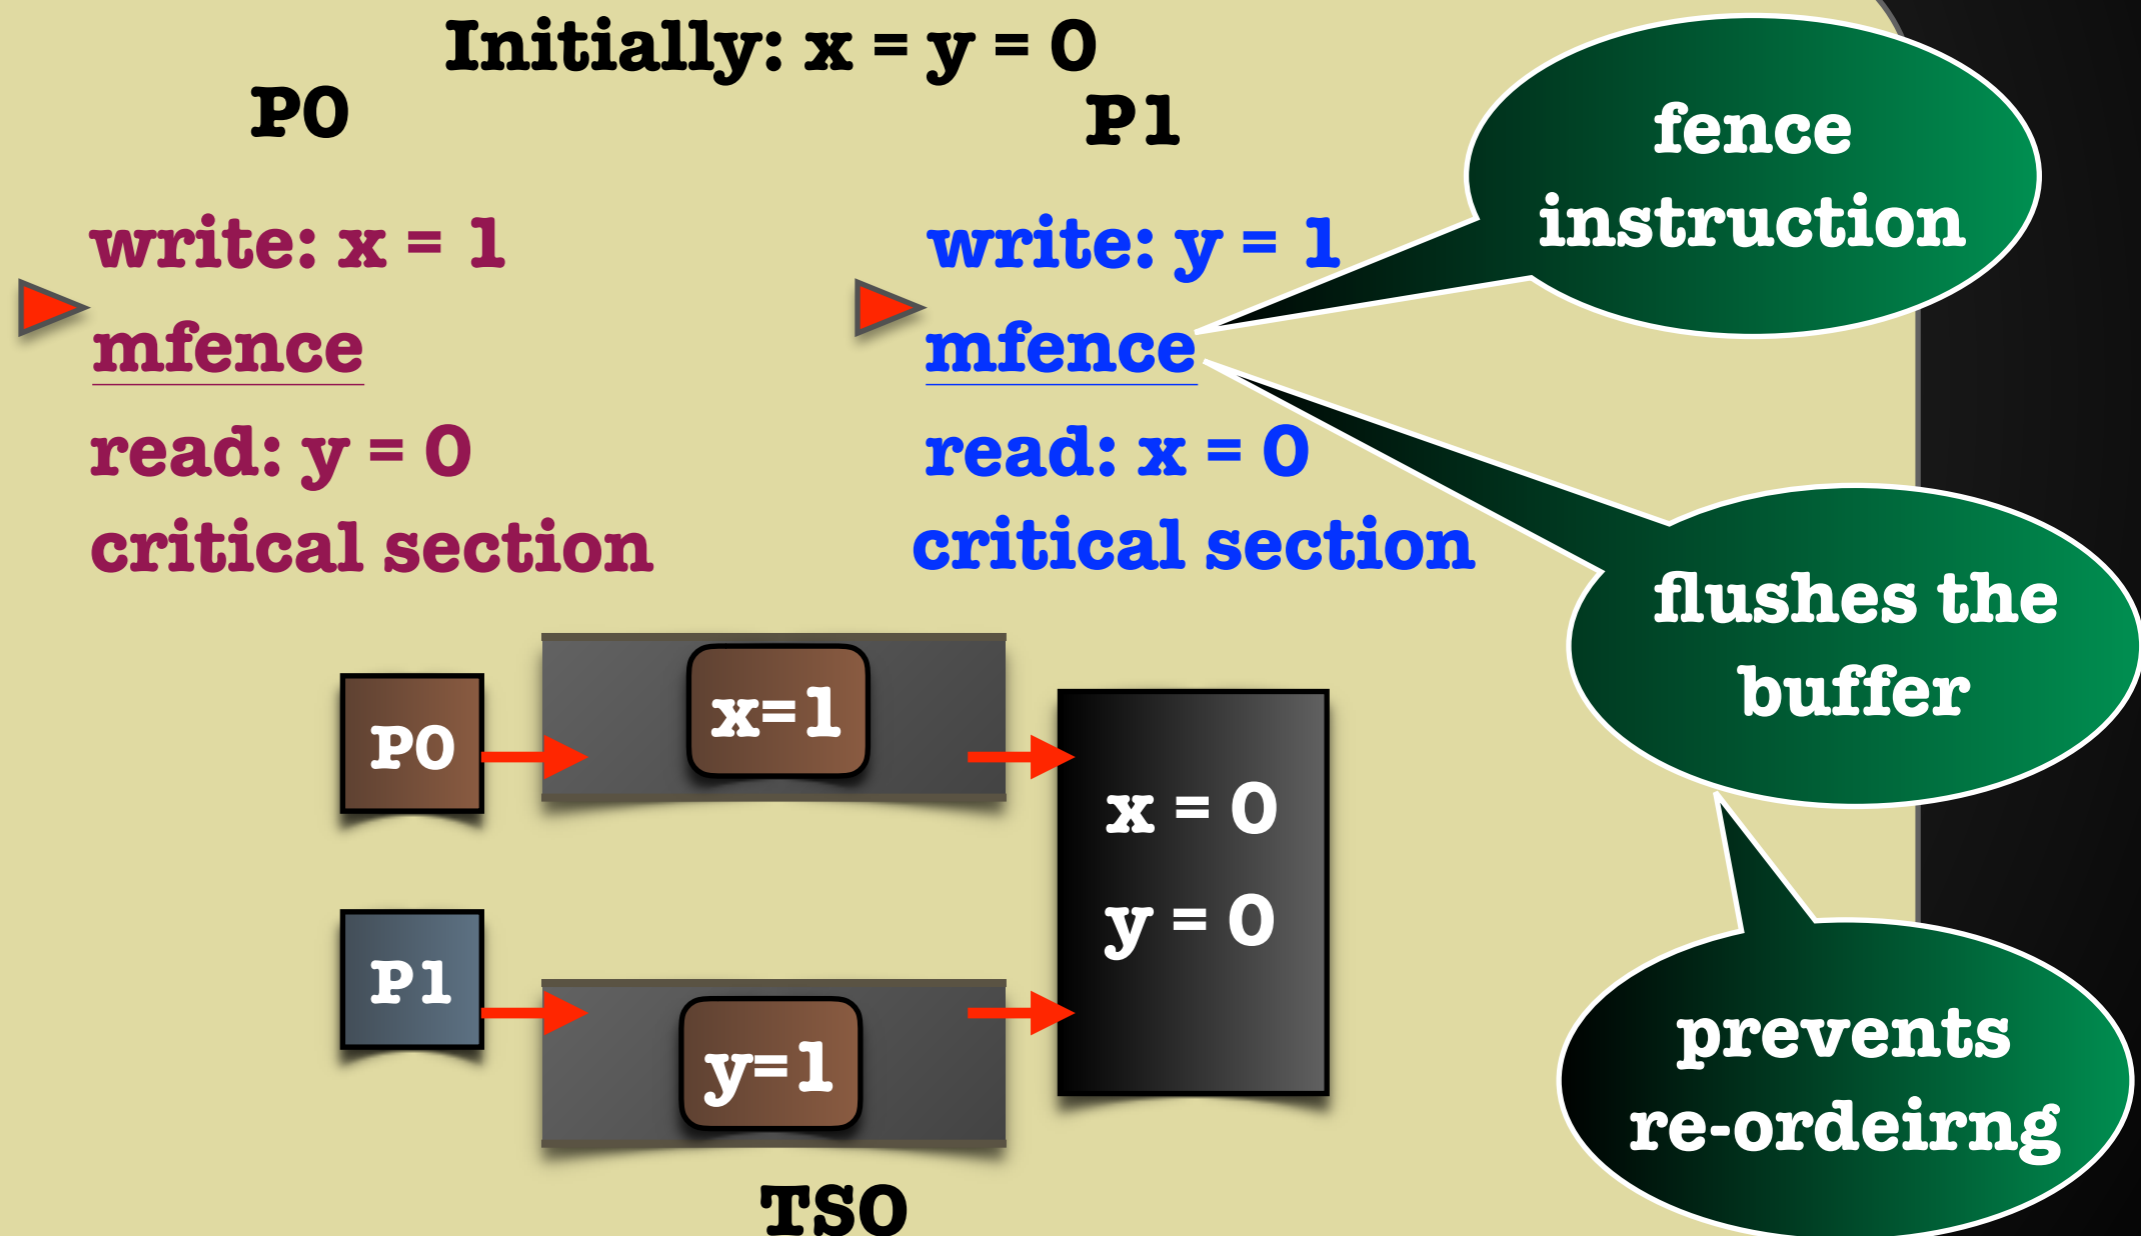 Initially: x = y = 0
P0
P1
write: x = 1
mfence
read: y = 0
critical section
write: y = 1
mfence
read: x = 0
critical section
fence
instruction
flushes the
buffer
prevents
re-ordeirng
P0
x=1
P1
y=1
x = 0
y = 0
TSO